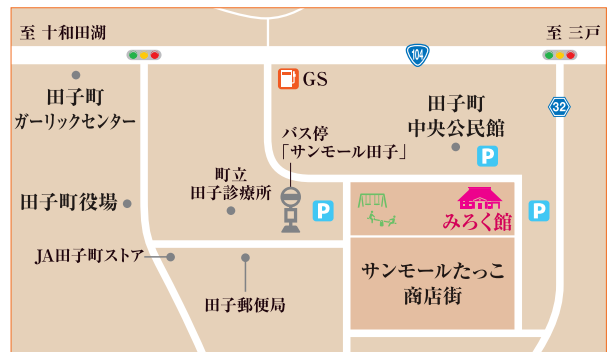 至 十和田湖
至 三戸
104
GS
田子町
ガーリックセンター
田子町
中央公民館
32
バス停
「サンモール田子」
P
町立
田子診療所
田子町役場
P
みろく館
P
JA田子町ストア
サンモールたっこ
商店街
田子郵便局